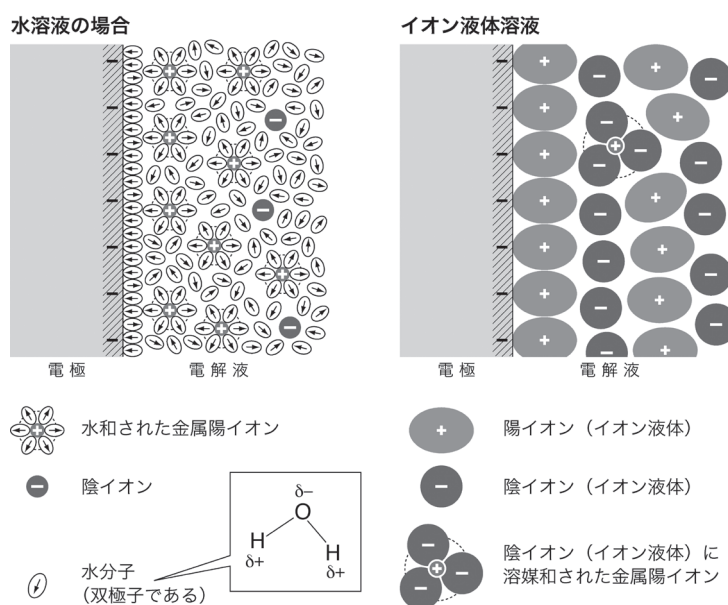 水溶液の場合
イオン液体溶液
電極
電解液
電極
電解液
水和された金属陽イオン
陰イオン
水分子
（双極子である）
δ−
O
H
H
δ+
δ+
陽イオン（イオン液体）
陰イオン（イオン液体）
陰イオン（イオン液体）に
溶媒和された金属陽イオン